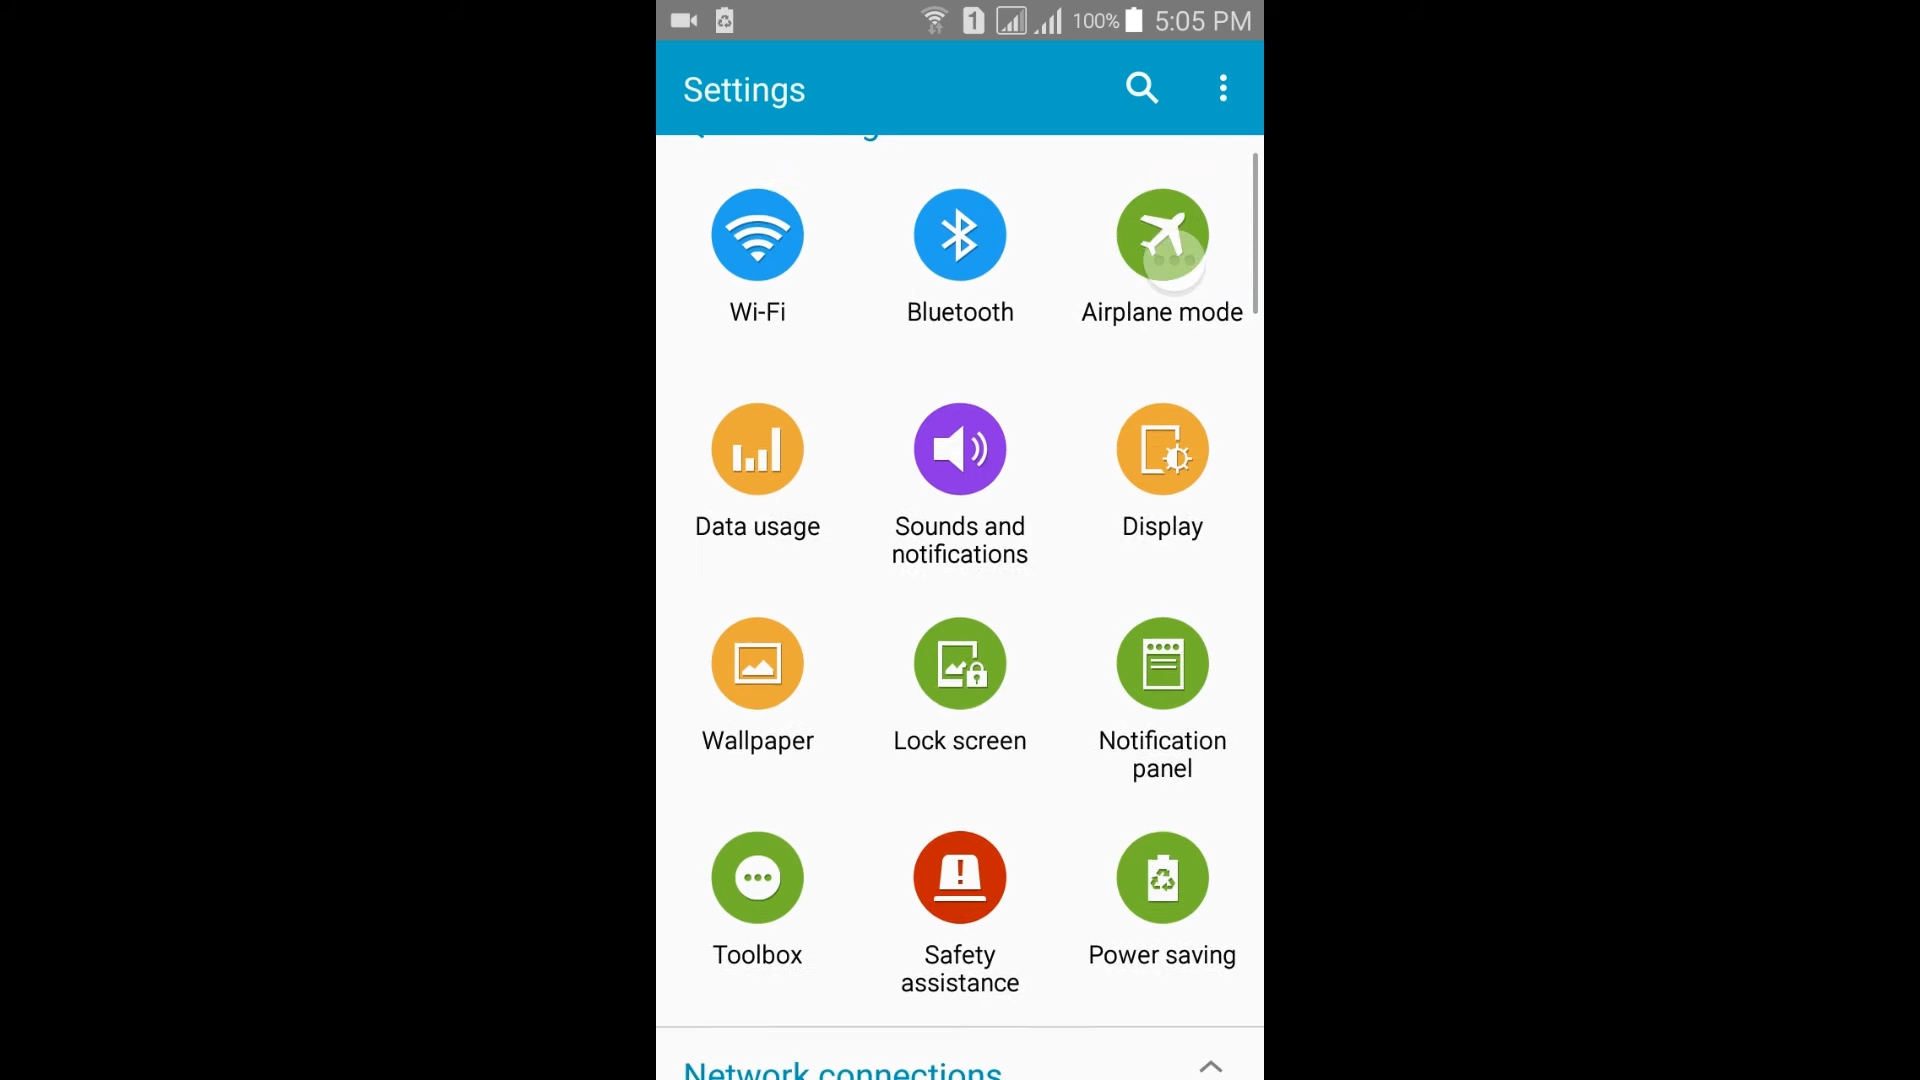 1 100% 5:05 PM
Settings
Wi-Fi Bluetooth Airplane mode
Data usage Sounds and notifications Display
Wallpaper Lock screen Notification panel
Toolbox Safety assistance Power saving
Network connections